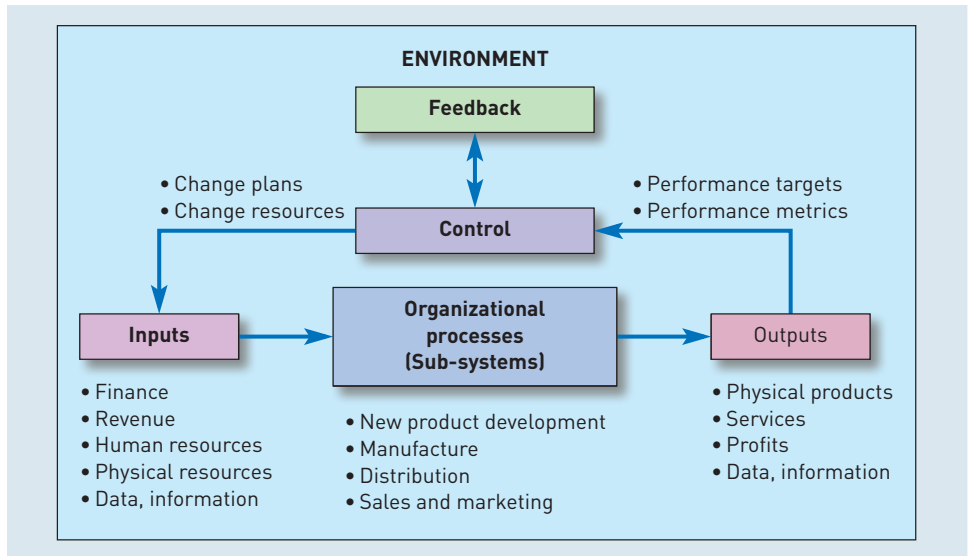 ENVIRONMENT
Feedback
• Change plans
• Change resources
• Performance targets
• Performance metrics
Control
Inputs
Organizational
processes
(Sub-systems)
Outputs
• Finance
• Revenue
• Human resources
• Physical resources
• Data, information
• New product development
• Manufacture
• Distribution
• Sales and marketing
• Physical products
• Services
• Profits
• Data, information